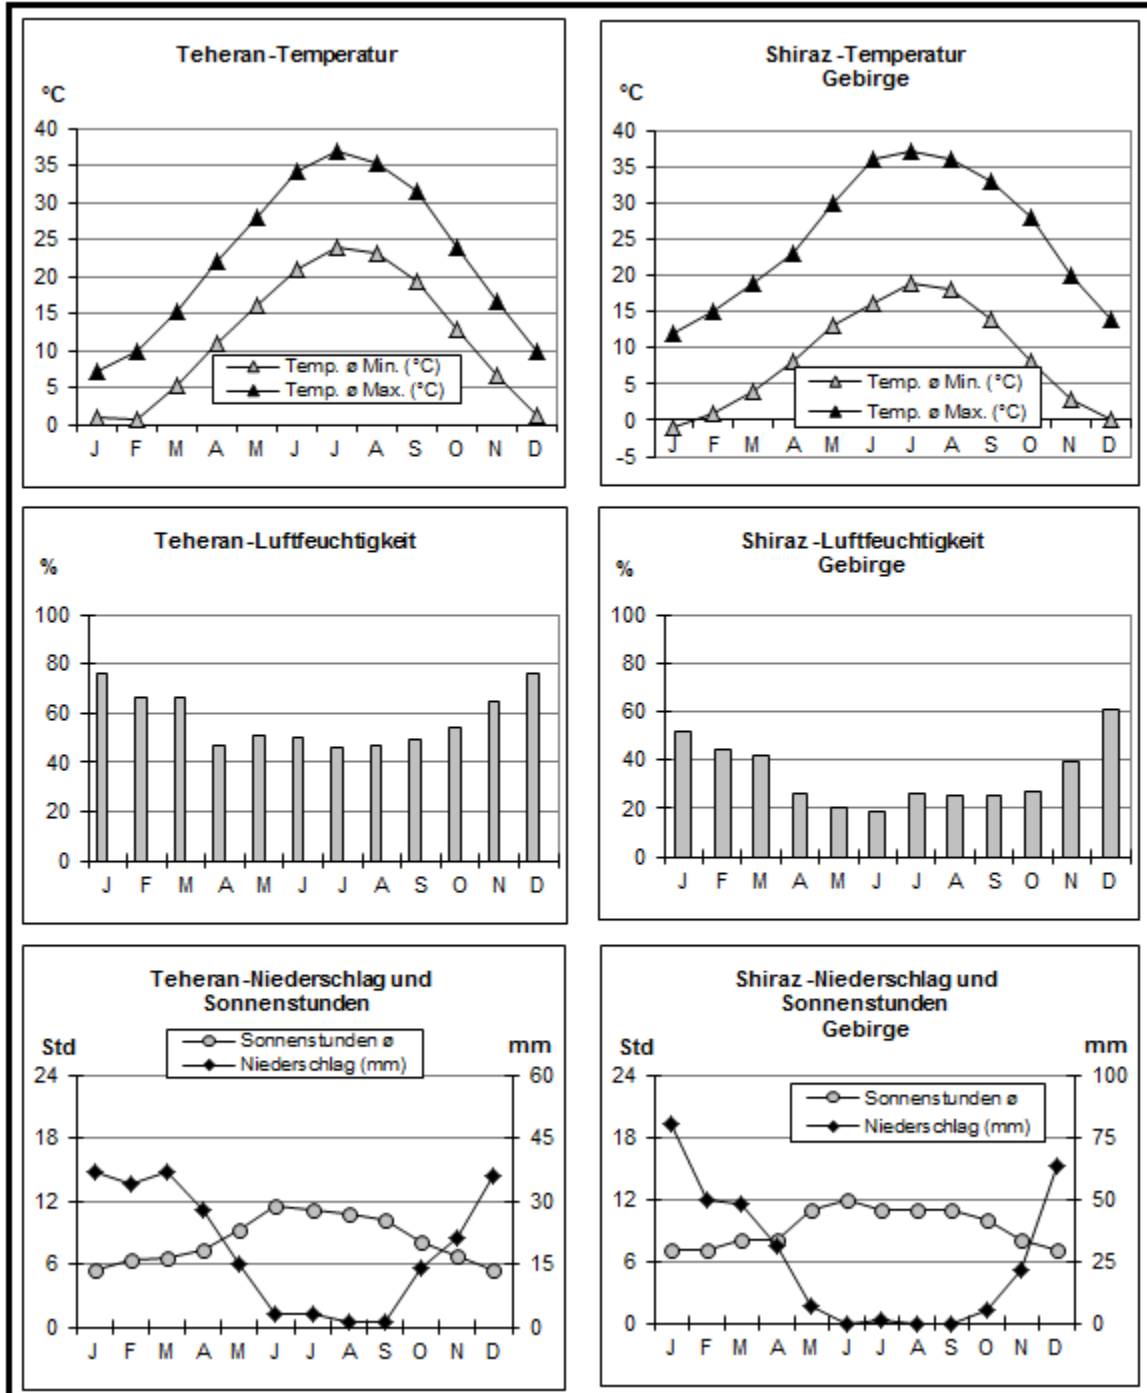 Teheran-Temperatur
°C
40
35
30
25
20
15
10
5
0
Temp. ø Min. (°C)
Temp. ø Max. (°C)
J F M A M J J A S O N D
Shiraz -Temperatur
Gebirge
°C
40
35
30
25
20
15
10
5
0
-5
Temp. ø Min. (°C)
Temp. ø Max. (°C)
J F M A M J J A S O N D
Teheran-Luftfeuchtigkeit
%
100
80
60
40
20
0
J F M A M J J A S O N D
Shiraz -Luftfeuchtigkeit
Gebirge
%
100
80
60
40
20
0
J F M A M J J A S O N D
Teheran-Niederschlag und
Sonnenstunden
Sonnenstunden ø
Niederschlag (mm)
Std mm
24 60
18 45
12 30
6 15
0 0
J F M A M J J A S O N D
Shiraz -Niederschlag und
Sonnenstunden
Gebirge
Std mm
Sonnenstunden ø
Niederschlag (mm)
24 100
18 75
12 50
6 25
0 0
J F M A M J J A S O N D